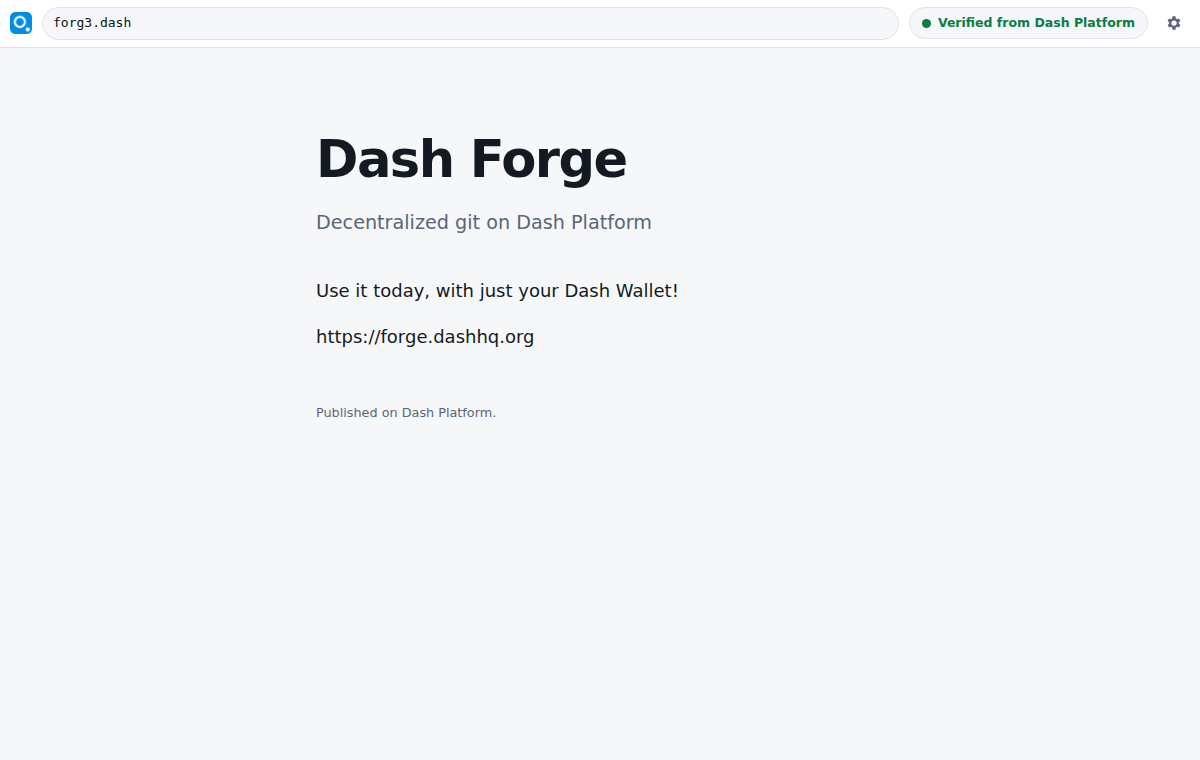 forg3.dash
Verified from Dash Platform
Dash Forge
Decentralized git on Dash Platform
Use it today, with just your Dash Wallet!
https://forge.dashhq.org
Published on Dash Platform.